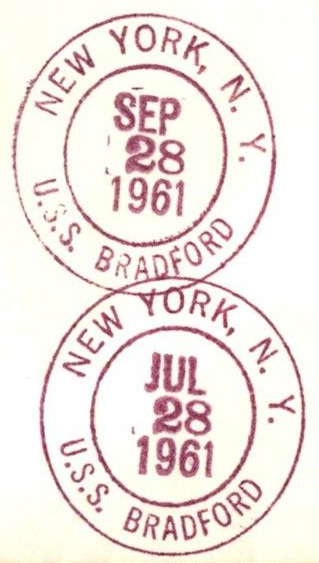 NEW YORK, N. Y.
SEP
28
1961
U.S.S. BRADFORD
NEW YORK, N. Y.
JUL
28
1961
U.S.S. BRADFORD